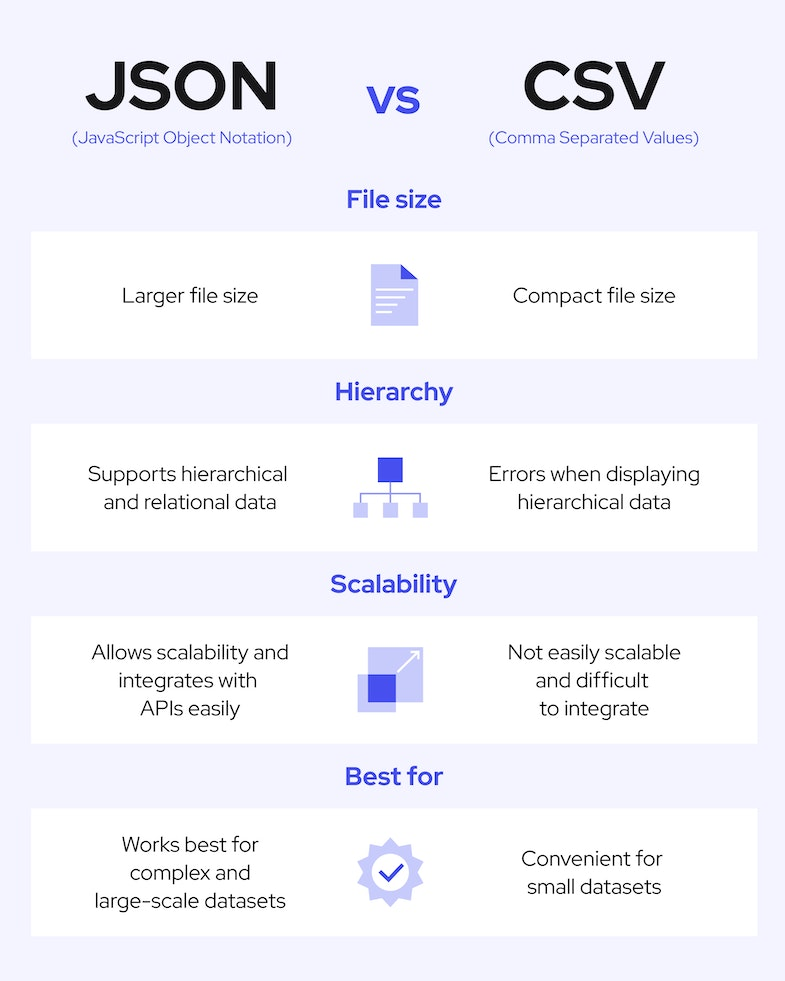 JSON
vs
CSV
(JavaScript Object Notation)
(Comma Separated Values)
File size
Larger file size
Compact file size
Hierarchy
Supports hierarchical
and relational data
Errors when displaying
hierarchical data
Scalability
Allows scalability and
integrates with
APIs easily
Not easily scalable
and difficult
to integrate
Best for
Works best for
complex and
large-scale datasets
Convenient for
small datasets